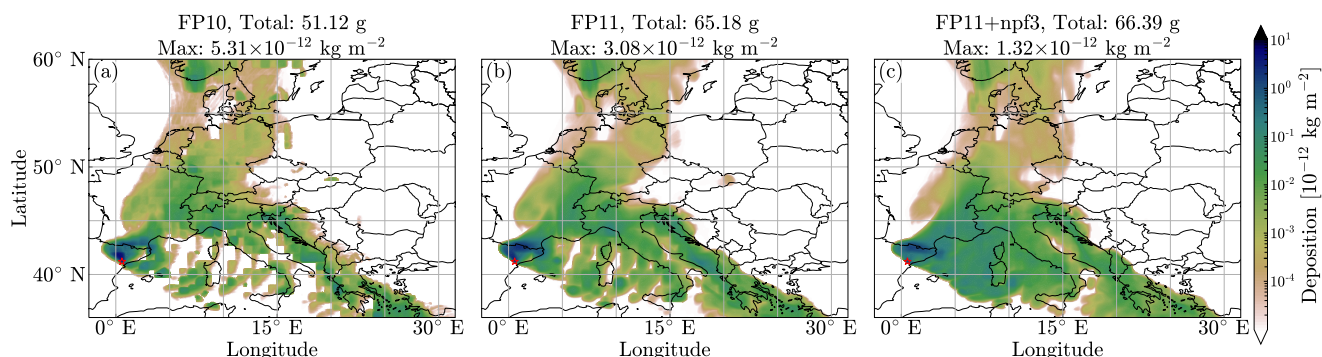 FP10, Total: 51.12 g
Max: 5.31×10⁻¹² kg m⁻²
FP11, Total: 65.18 g
Max: 3.08×10⁻¹² kg m⁻²
FP11+npf3, Total: 66.39 g
Max: 1.32×10⁻¹² kg m⁻²
(a)
(b)
(c)
60° N
50° N
40° N
Latitude
0° E
15° E
30° E
Longitude
0° E
15° E
30° E
Longitude
0° E
15° E
30° E
Longitude
10¹
10⁰
10⁻¹
10⁻²
10⁻³
10⁻⁴
Deposition [10⁻¹² kg m⁻²]